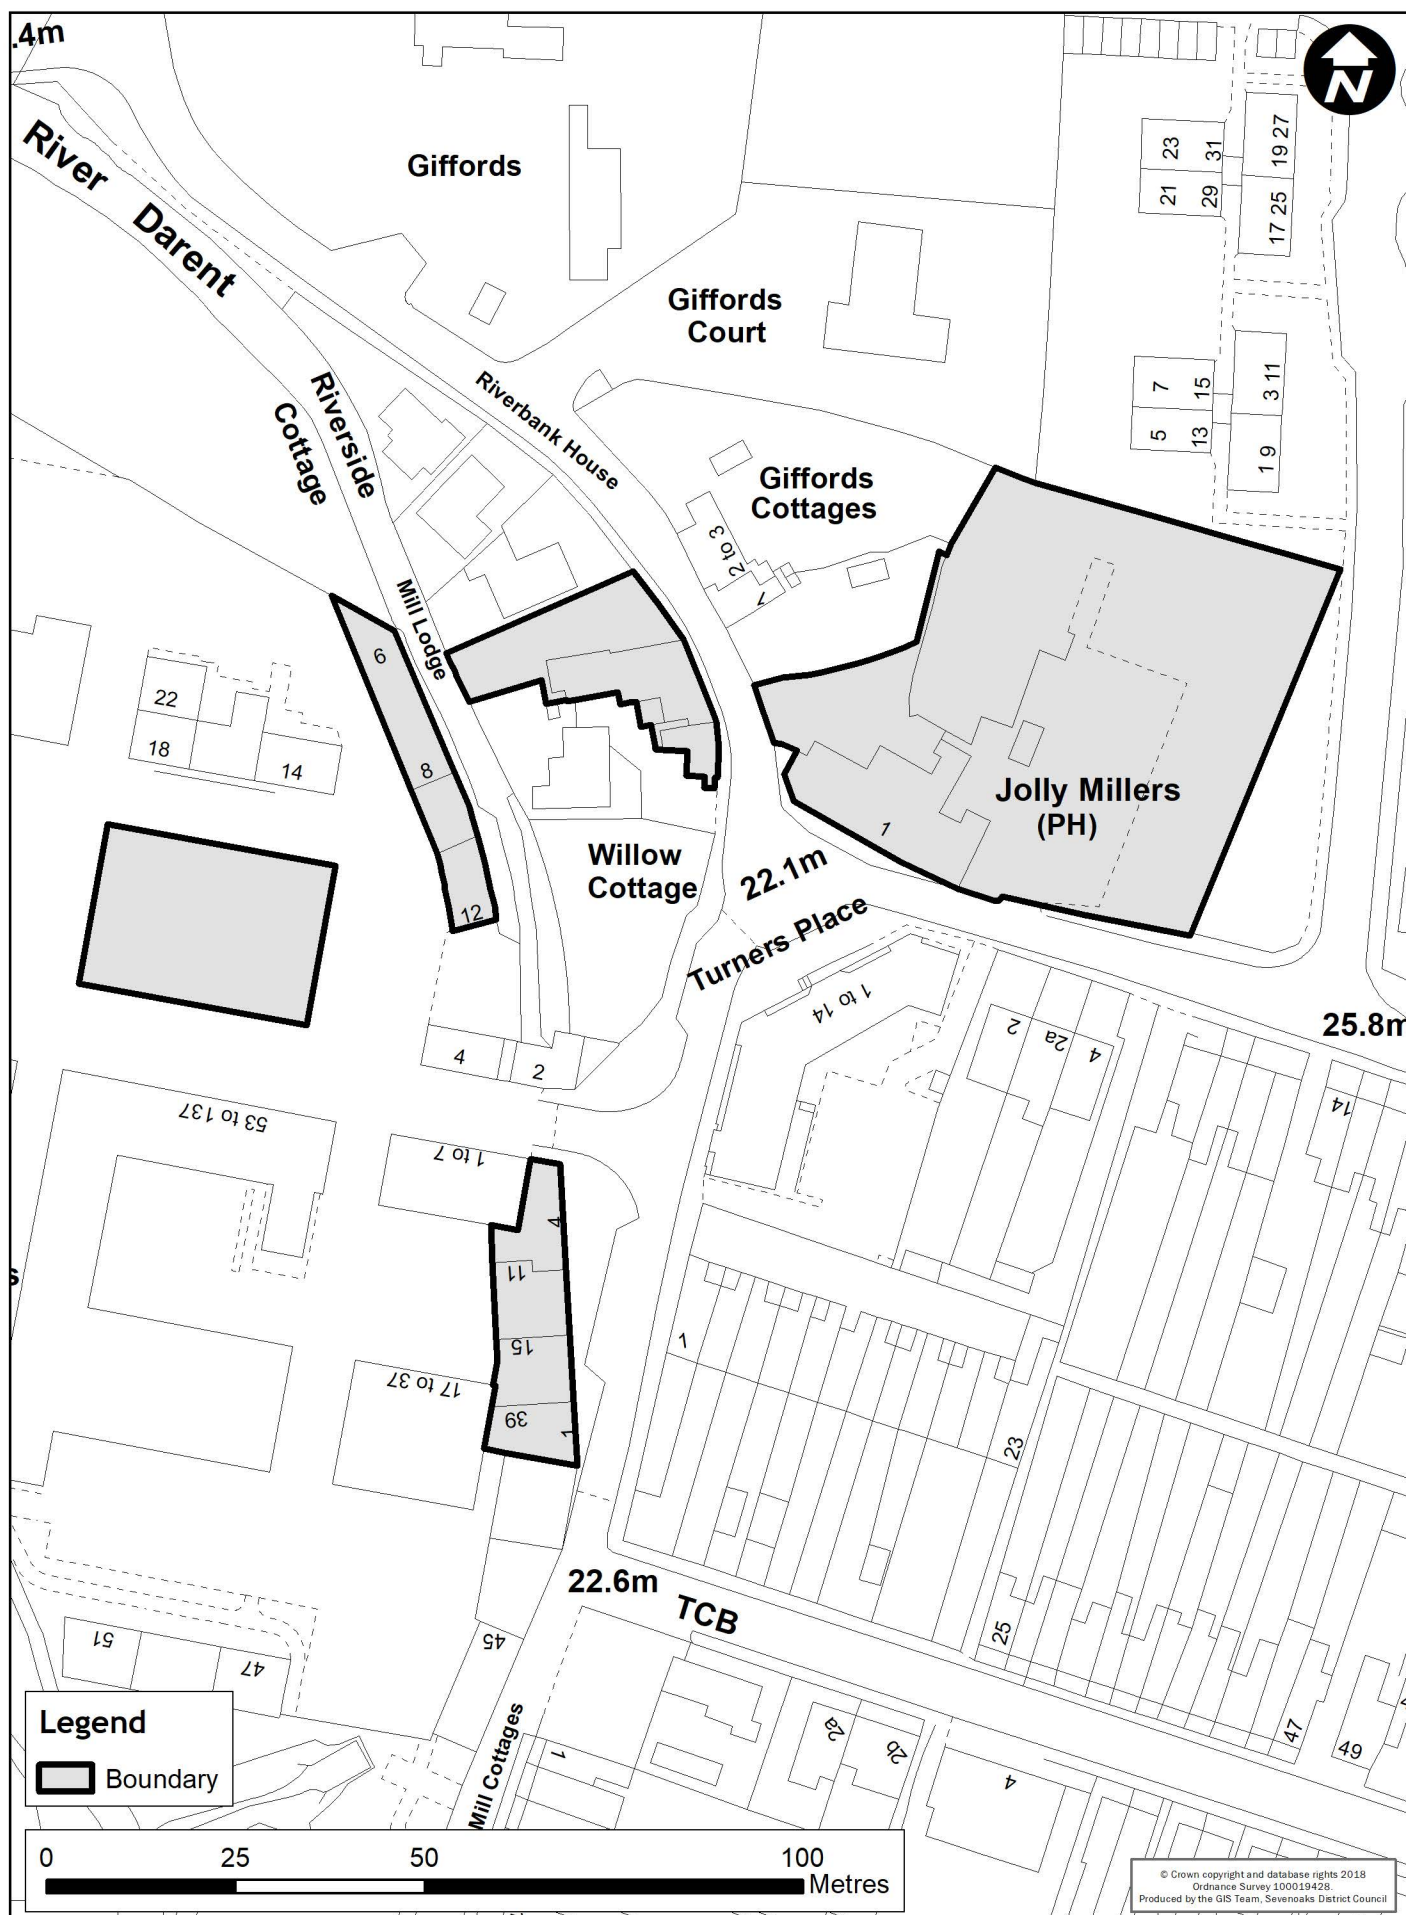 .4m
N
River
Darent
Giffords
23
31
19 27
21
29
17 25
Giffords
Court
Riverside
Cottage
Riverbank House
7
15
3 11
5
13
1 9
Giffords
Cottages
2 to 3
1
Mill Lodge
6
8
12
22
18
14
Jolly Millers
(PH)
1
Willow
Cottage
22.1m
Turners Place
1 to 14
2
2a
4
25.8m
14
4
2
53 to 137
1 to 7
4
11
15
39
1
17 to 37
s
1
23
22.6m
TCB
25
47
49
45
51
47
Mill Cottages
1
2a
2b
4
Legend
Boundary
0 25 50 100
Metres
© Crown copyright and database rights 2018
Ordnance Survey 100019428.
Produced by the GIS Team, Sevenoaks District Council